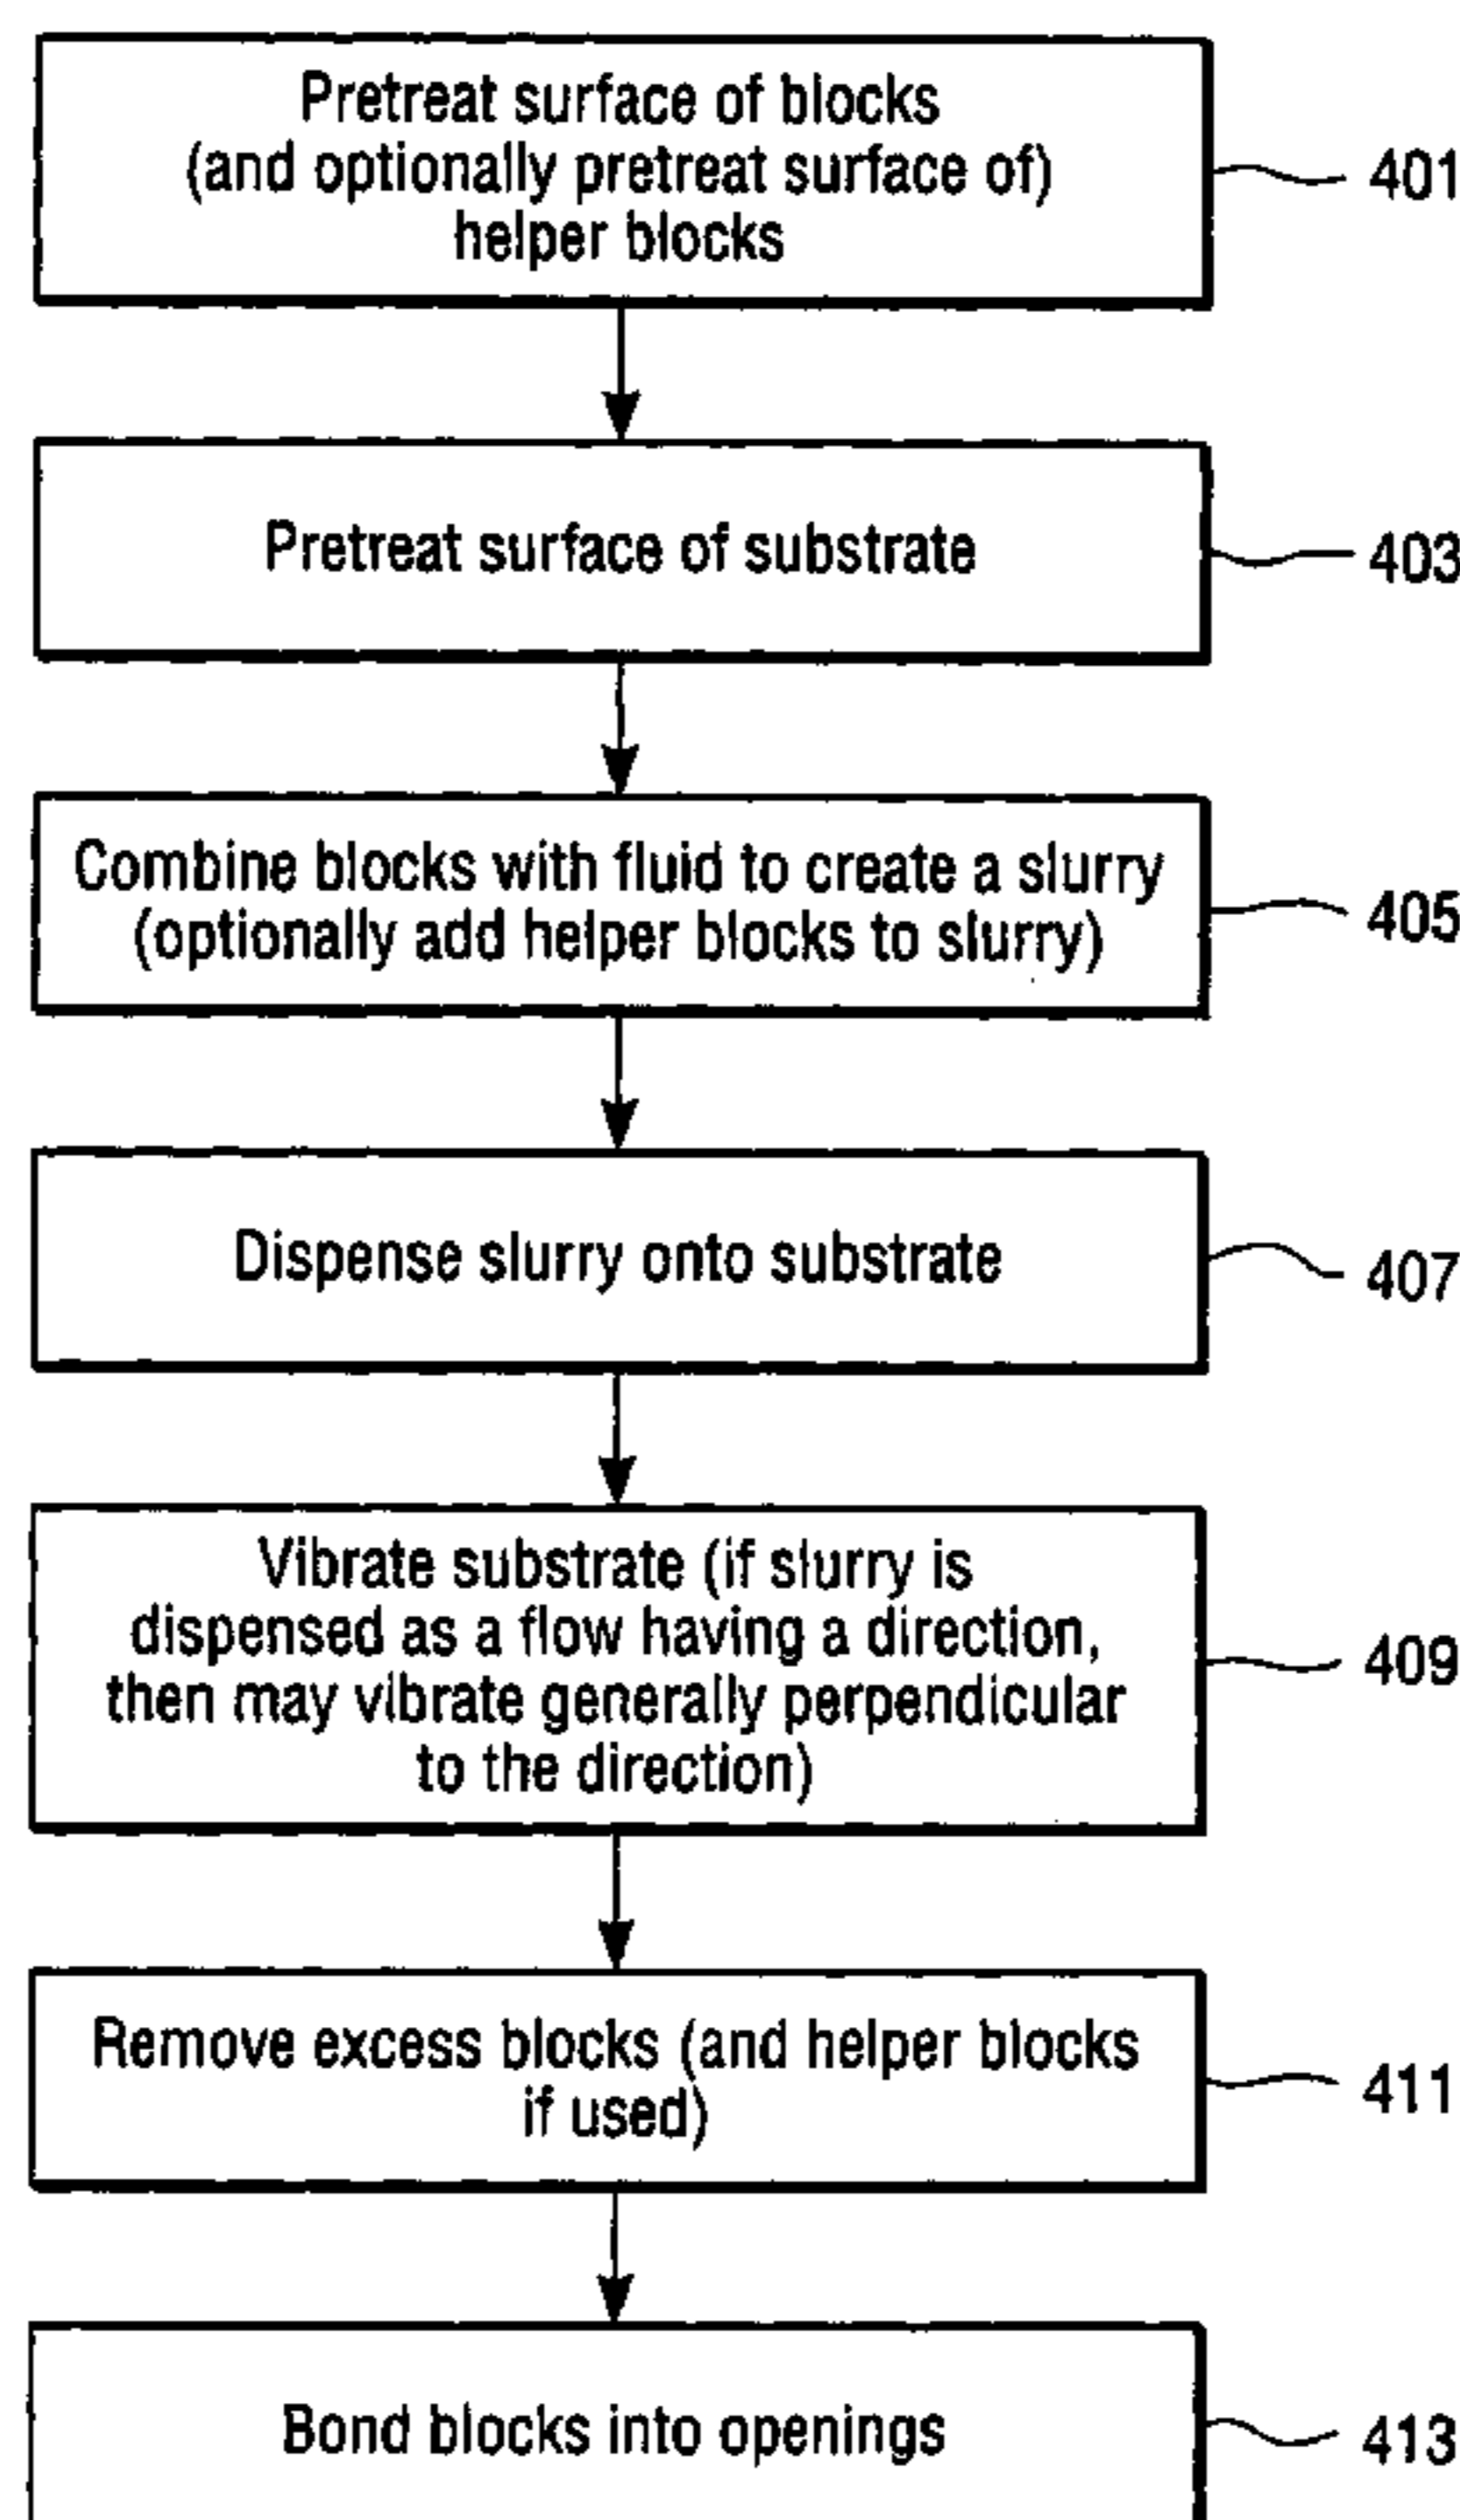 Pretreat surface of blocks
(and optionally pretreat surface of)
helper blocks
401
Pretreat surface of substrate
403
Combine blocks with fluid to create a slurry
(optionally add helper blocks to slurry)
405
Dispense slurry onto substrate
407
Vibrate substrate (if slurry is
dispensed as a flow having a direction,
then may vibrate generally perpendicular
to the direction)
409
Remove excess blocks (and helper blocks
if used)
411
Bond blocks into openings
413